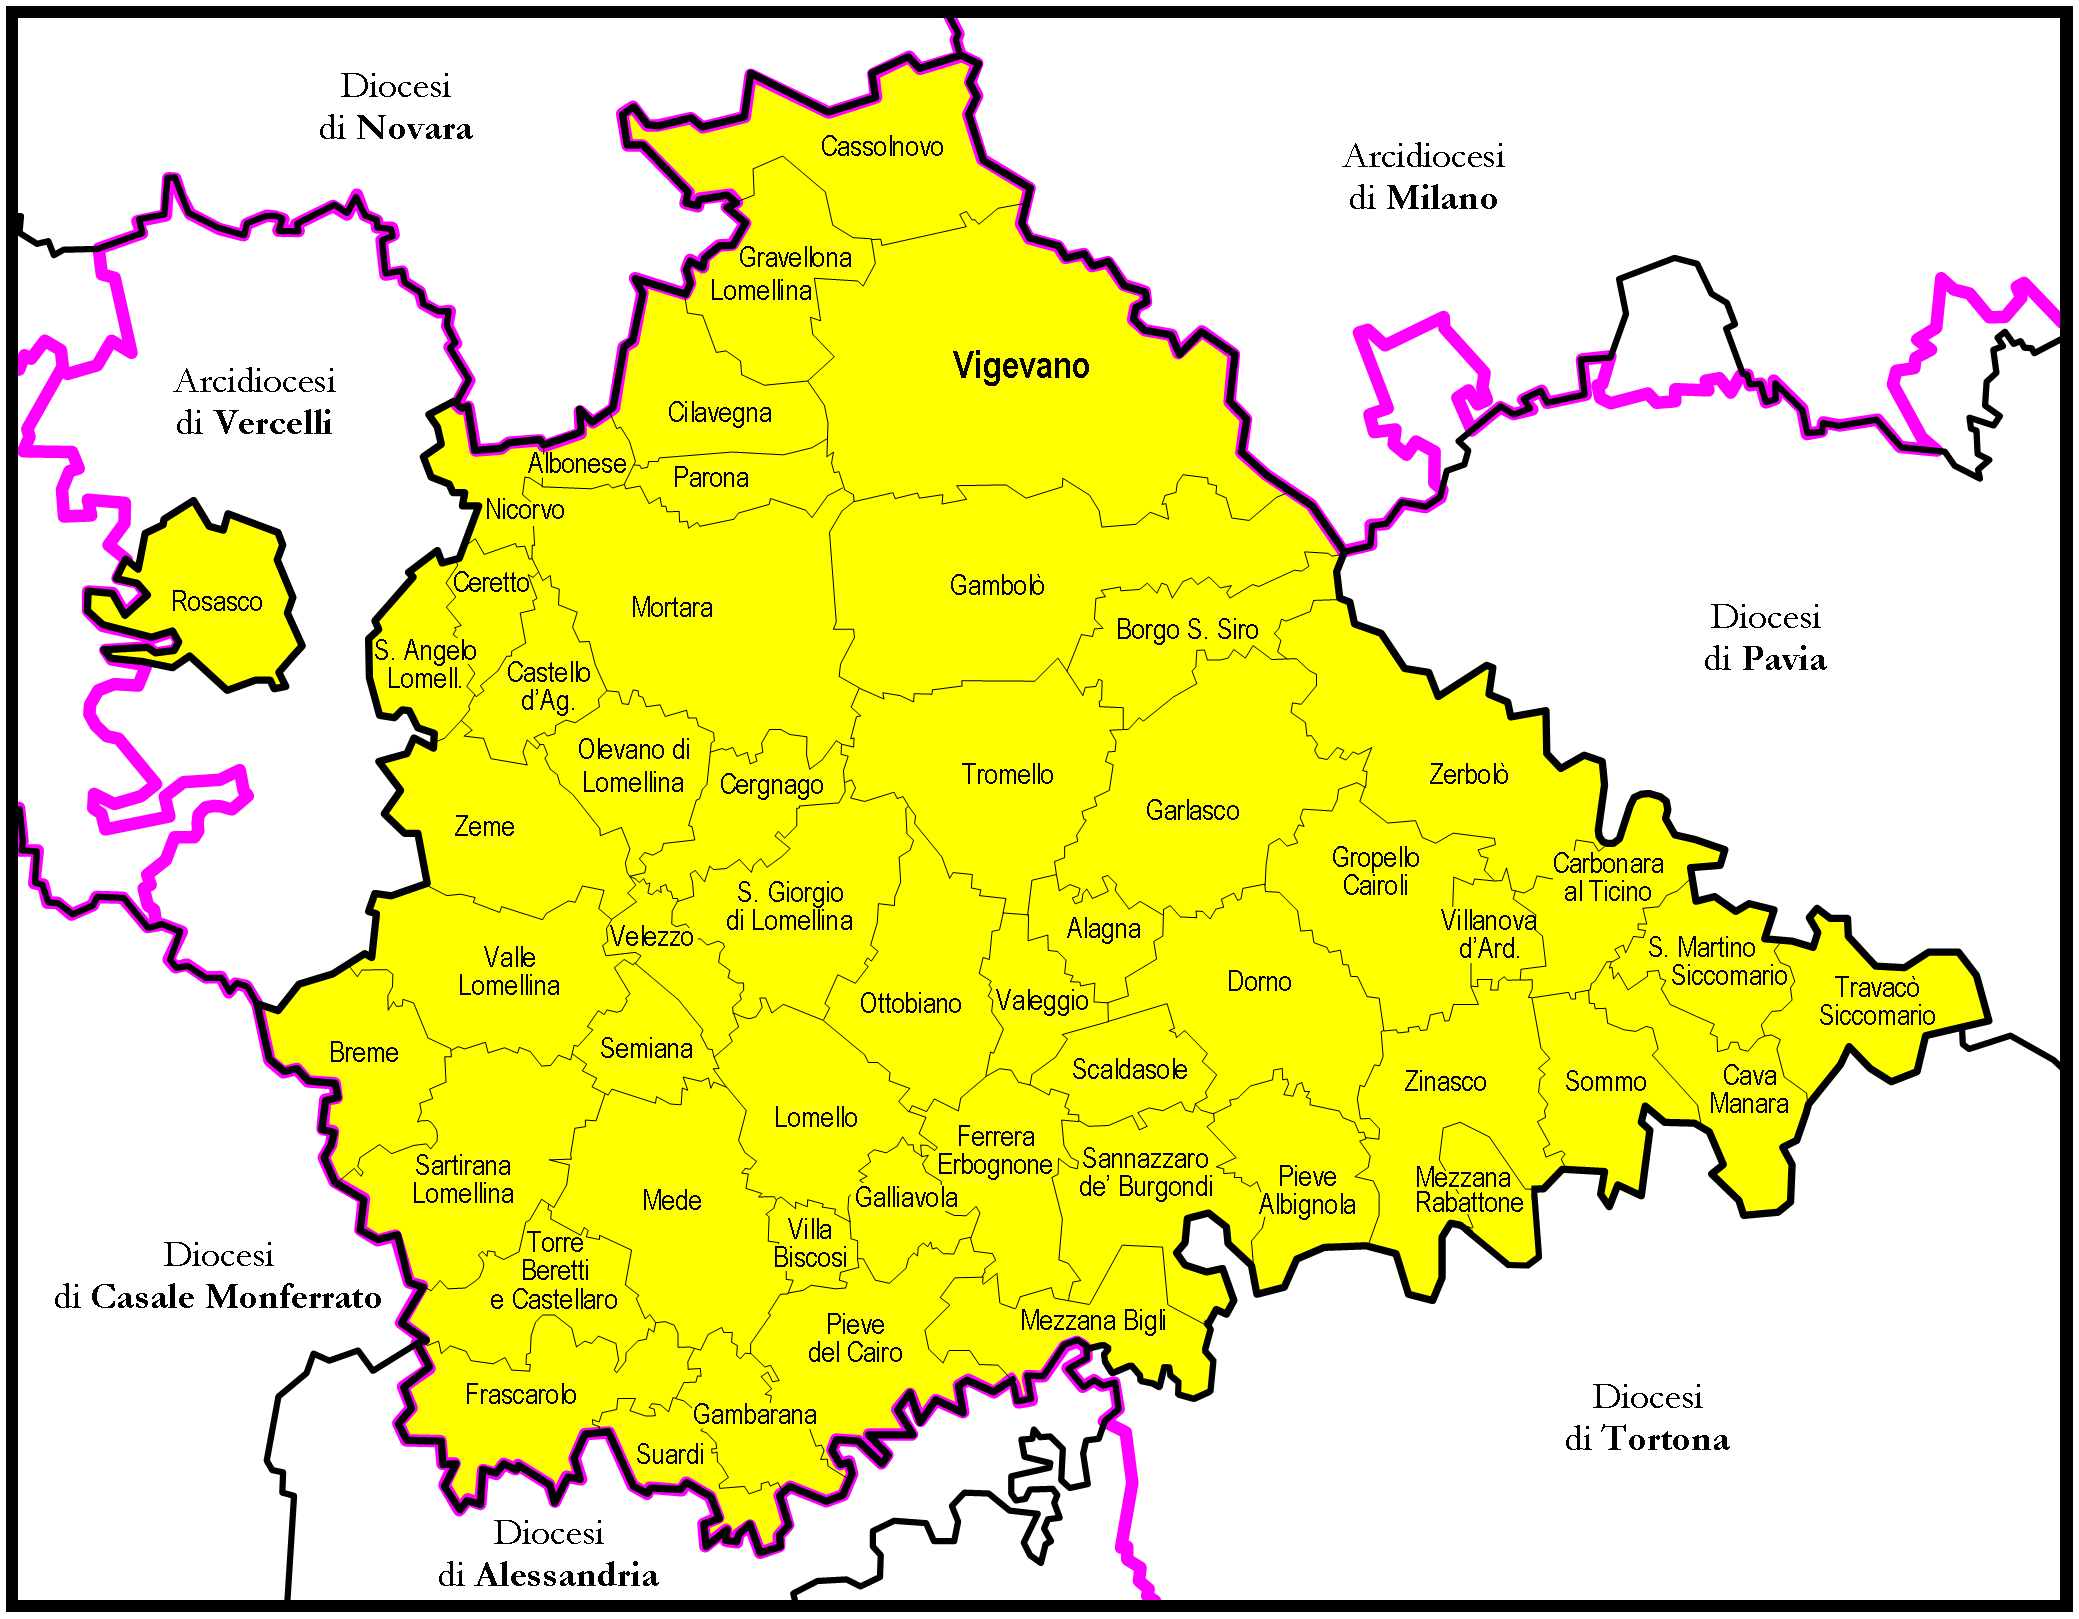 Diocesi
di Novara
Cassolnovo
Arcidiocesi
di Milano
Gravellona
Lomellina
Vigevano
Arcidiocesi
di Vercelli
Cilavegna
Albonese
Parona
Nicorvo
Rosasco
Ceretto
Mortara
Gambolò
Borgo S. Siro
Diocesi
di Pavia
S. Angelo
Lomell.
Castello
d'Ag.
Olevano di
Lomellina
Cergnago
Tromello
Garlasco
Zerbolò
Zeme
Gropello
Cairoli
Carbonara
al Ticino
S. Giorgio
di Lomellina
Villanova
d'Ard.
Alagna
Velezzo
Valle
Lomellina
S. Martino
Siccomario
Dorno
Ottobiano
Valeggio
Travacò
Siccomario
Breme
Semiana
Scaldasole
Zinasco
Sommo
Cava
Manara
Lomello
Ferrera
Erbognone
Sannazzaro
de' Burgondi
Sartirana
Lomellina
Mede
Galliavola
Pieve
Albignola
Mezzana
Rabattone
Villa
Biscosi
Torre
Beretti
e Castellaro
Diocesi
di Casale Monferrato
Mezzana Bigli
Pieve
del Cairo
Frascarolo
Gambarana
Suardi
Diocesi
di Tortona
Diocesi
di Alessandria